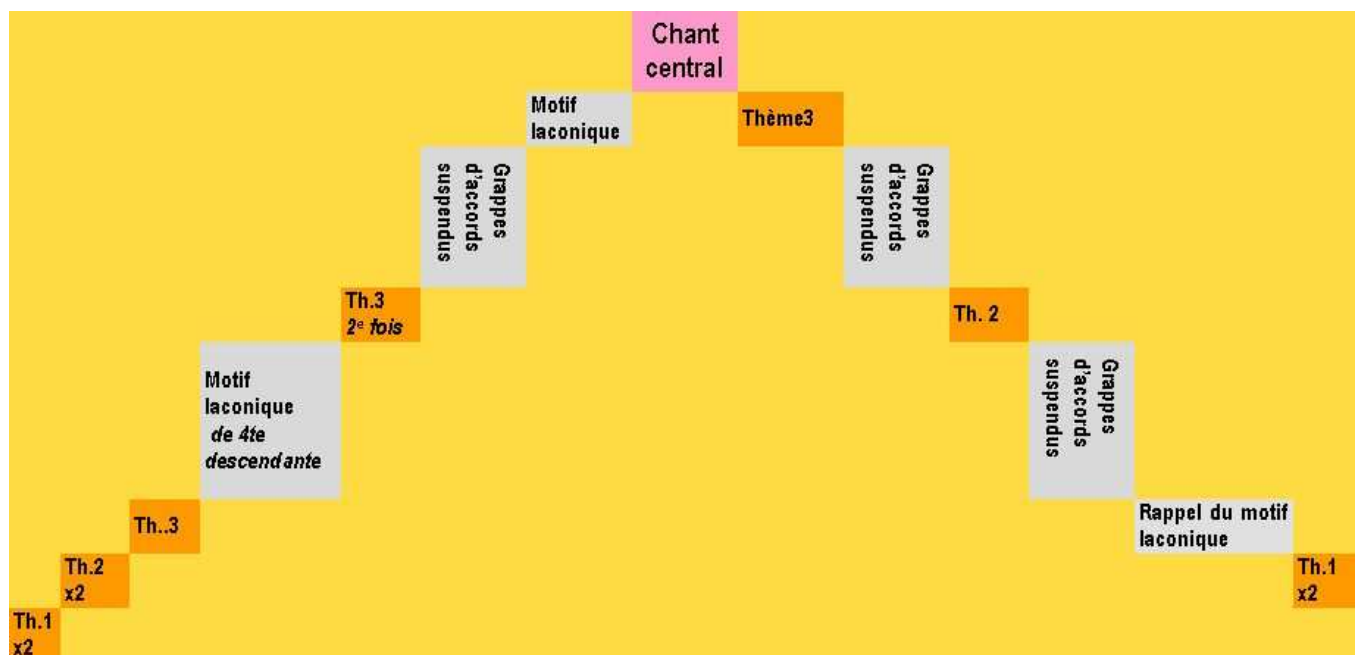 Chant
central
Motif
laconique
Thème3
Grappes
d'accords
suspendus
Grappes
d'accords
suspendus
Th.3
2e fois
Th. 2
Motif
laconique
de 4te
descendante
Grappes
d'accords
suspendus
Th..3
Rappel du motif
laconique
Th.2
x2
Th.1
x2
Th.1
x2